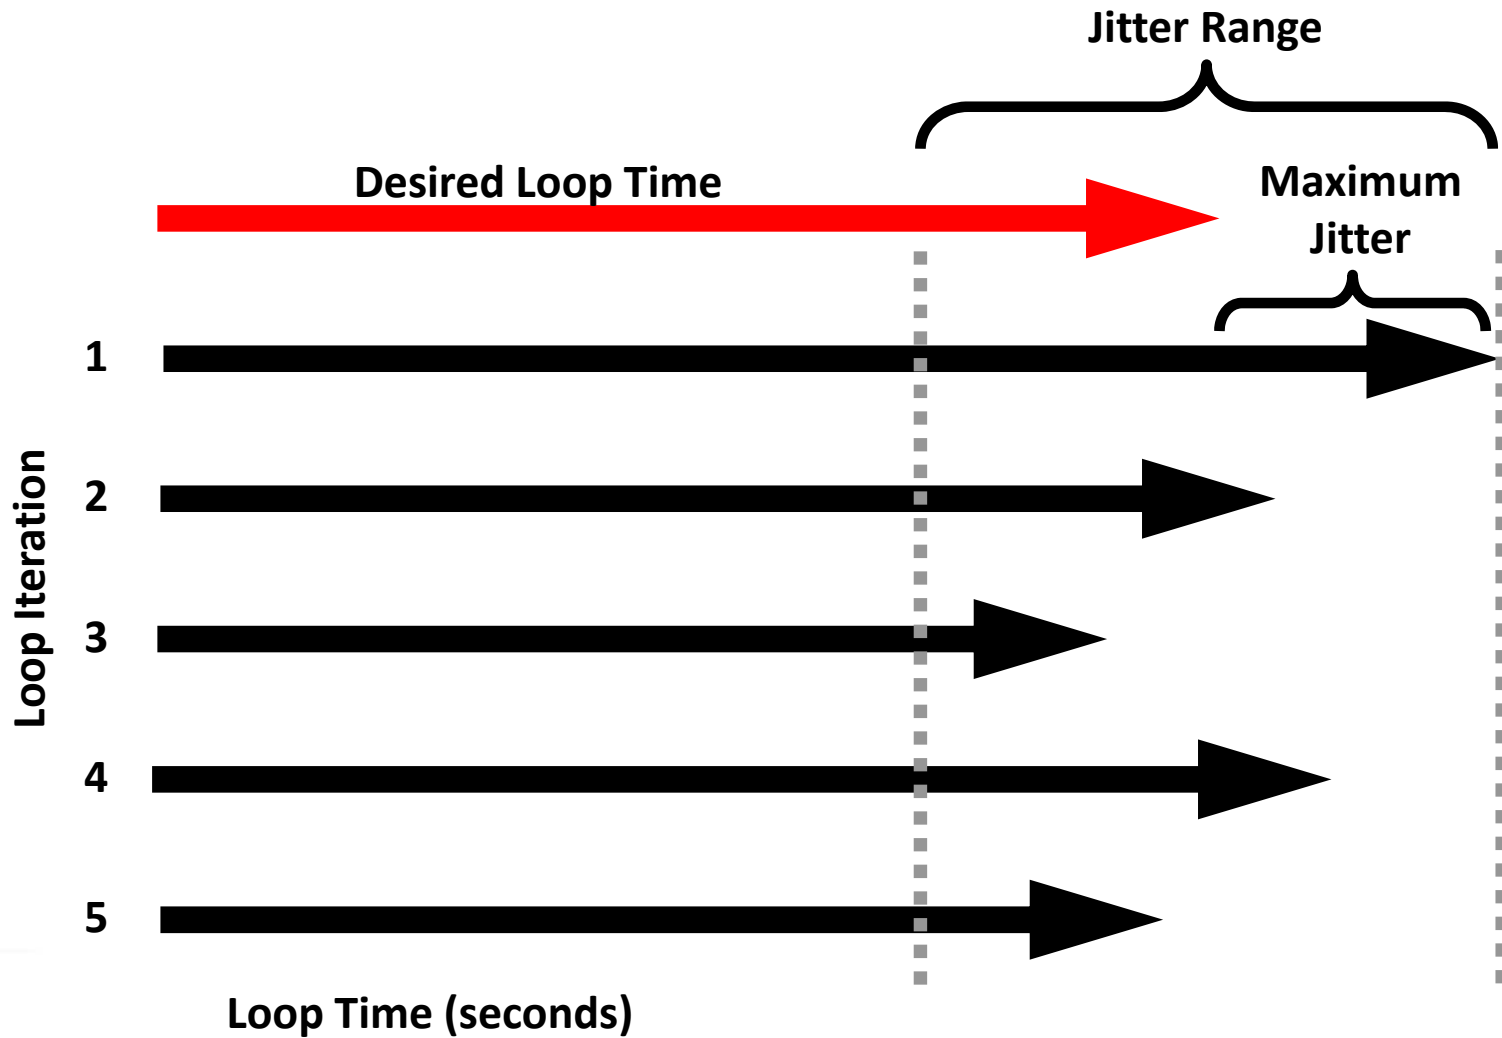 Jitter Range
Desired Loop Time
Maximum
Jitter
1
2
3
4
5
Loop Iteration
Loop Time (seconds)